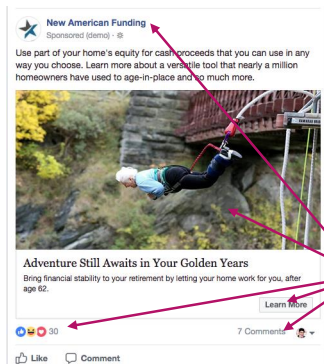 New American Funding
Sponsored (demo) ·
Use part of your home's equity for cash proceeds that you can use in any
way you choose. Learn more about a versatile tool that nearly a million
homeowners have used to age-in-place and so much more.
Adventure Still Awaits in Your Golden Years
Bring financial stability to your retirement by letting your home work for you, after
age 62.
Learn More
30
7 Comments
Like Comment